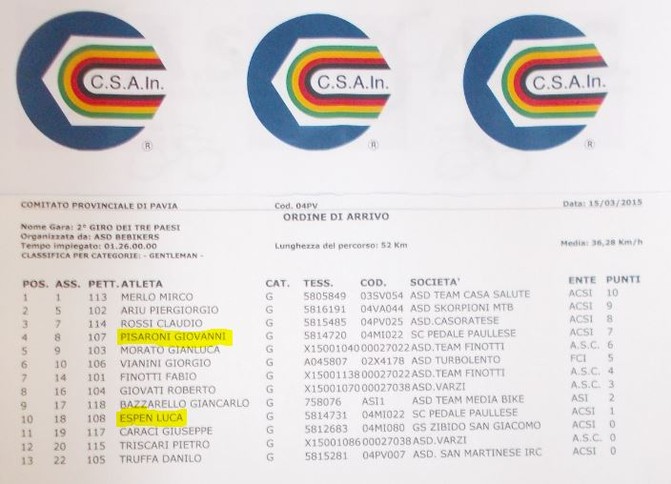 C.S.A.In. C.S.A.In. C.S.A.In.
® ® ®
COMITATO PROVINCIALE DI PAVIA Cod. 04PV Data: 15/03/2015
ORDINE DI ARRIVO
Nome Gara: 2° GIRO DEI TRE PAESI
Organizzata da: ASD BEBIKERS
Tempo impiegato: 01.26.00.00 Lunghezza del percorso: 52 Km Media: 36,28 Km/h
CLASSIFICA PER CATEGORIE: - GENTLEMAN -
POS. ASS. PETT. ATLETA CAT. TESS. COD. SOCIETA' ENTE PUNTI
1 1 113 MERLO MIRCO G 5805849 03SV054 ASD TEAM CASA SALUTE ACSI 10
2 5 102 ARIU PIERGIORGIO G 5816191 04VA044 ASD SKORPIONI MTB ACSI 9
3 7 114 ROSSI CLAUDIO G 5815485 04PV025 ASD.CASORATESE ACSI 8
4 8 107 PISARONI GIOVANNI G 5814720 04MI022 SC PEDALE PAULLESE ACSI 7
5 9 103 MORATO GIANLUCA G X15001040 00027022 ASD.TEAM FINOTTI A.S.C. 6
6 10 106 VIANINI GIORGIO G A045807 02X4178 ASD TURBOLENTO FCI 5
7 14 101 FINOTTI FABIO G X15001138 00027022 ASD.TEAM FINOTTI A.S.C. 4
8 16 104 GIOVATI ROBERTO G X15001070 00027038 ASD.VARZI A.S.C. 3
9 17 118 BAZZARELLO GIANCARLO G 758076 ASI1 ASD TEAM MEDIA BIKE ASI 2
10 18 108 ESPEN LUCA G 5814731 04MI022 SC PEDALE PAULLESE ACSI 1
11 19 117 CARACI GIUSEPPE G 5812683 04MI080 GS ZIBIDO SAN GIACOMO ACSI 0
12 20 115 TRISCARI PIETRO G X15001086 00027038 ASD.VARZI A.S.C. 0
13 22 105 TRUFFA DANILO G 5815281 04PV007 ASD. SAN MARTINESE IRC ACSI 0